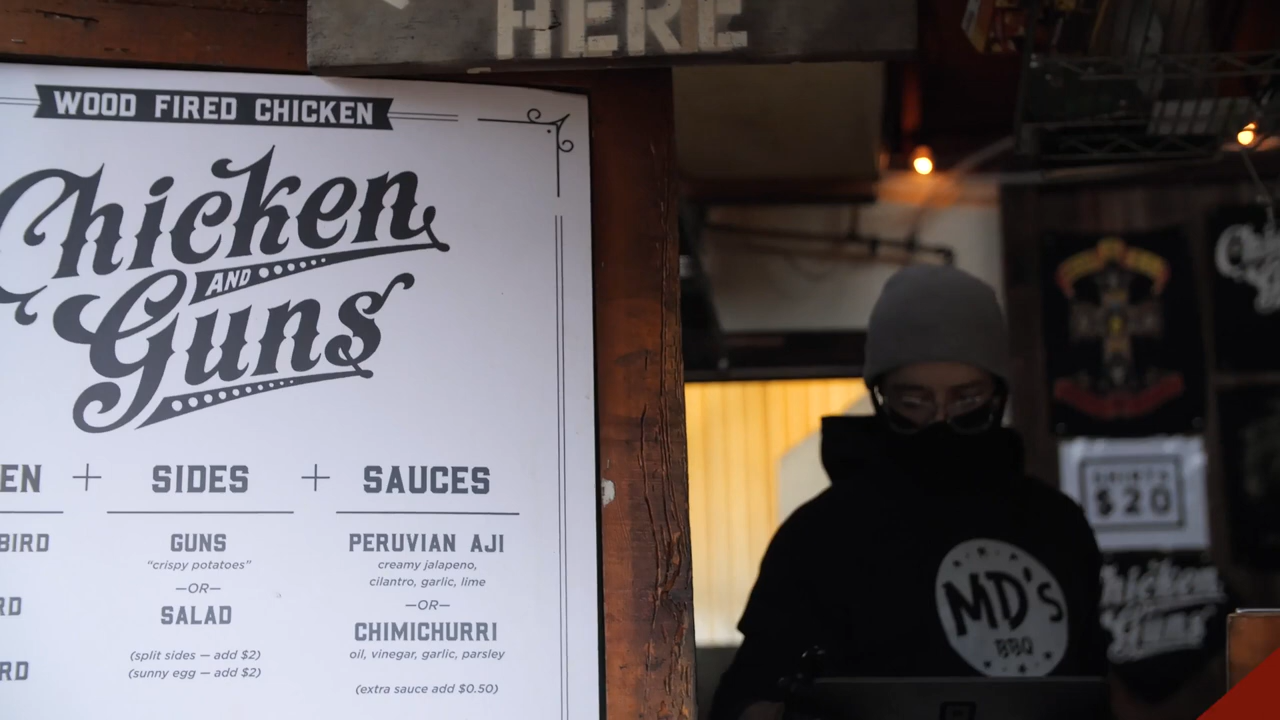 HERE
WOOD FIRED CHICKEN
Chicken
AND
Guns
EN + SIDES + SAUCES
BIRD
RD
RD
GUNS
"crispy potatoes"
—OR—
SALAD
(split sides — add $2)
(sunny egg — add $2)
PERUVIAN AJI
creamy jalapeno,
cilantro, garlic, lime
—OR—
CHIMICHURRI
oil, vinegar, garlic, parsley
(extra sauce add $0.50)
MD'S
BBQ
SHIRTS
$20
Chicken
Guns